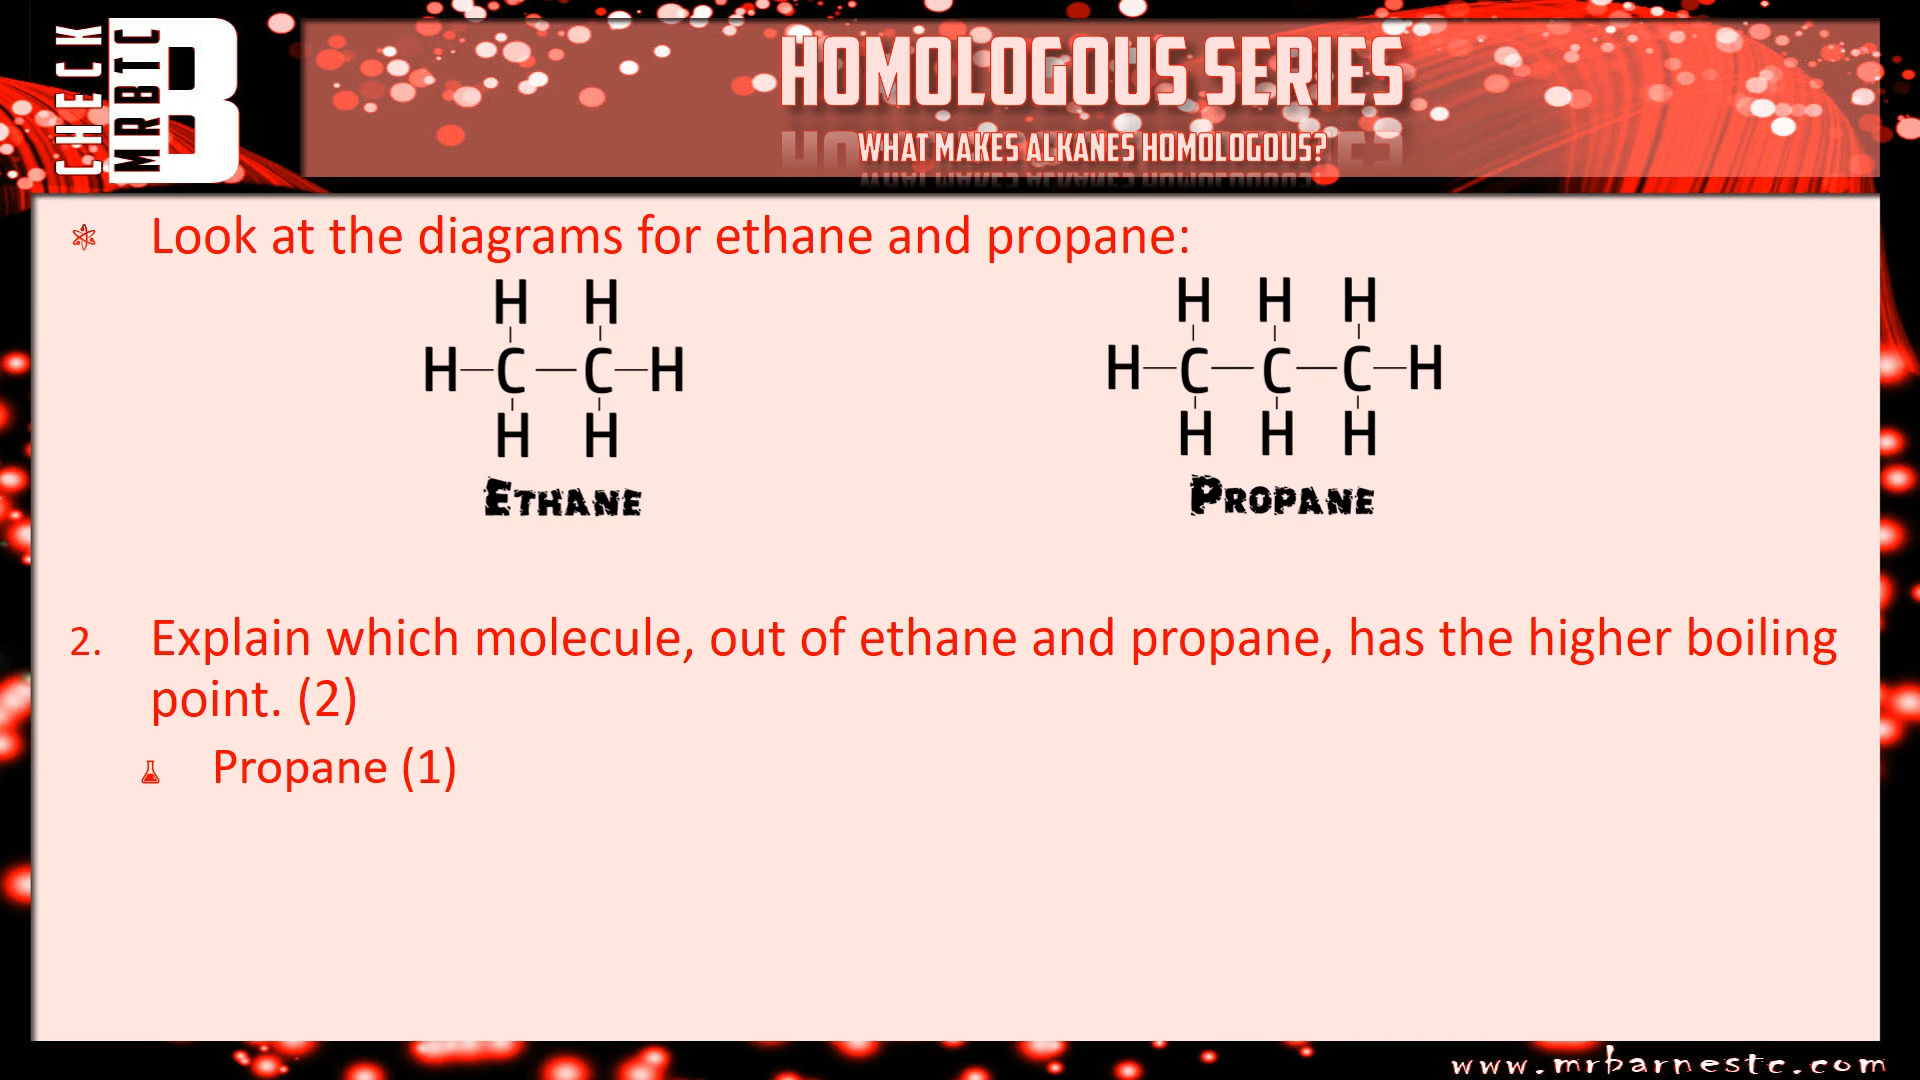 CHECK
MRBTC
B
HOMOLOGOUS SERIES
WHAT MAKES ALKANES HOMOLOGOUS?
Look at the diagrams for ethane and propane:
H H
H C C H
H H
ETHANE
H H H
H C C C H
H H H
PROPANE
2. Explain which molecule, out of ethane and propane, has the higher boiling
point. (2)
Propane (1)
www.mrbarnestc.com